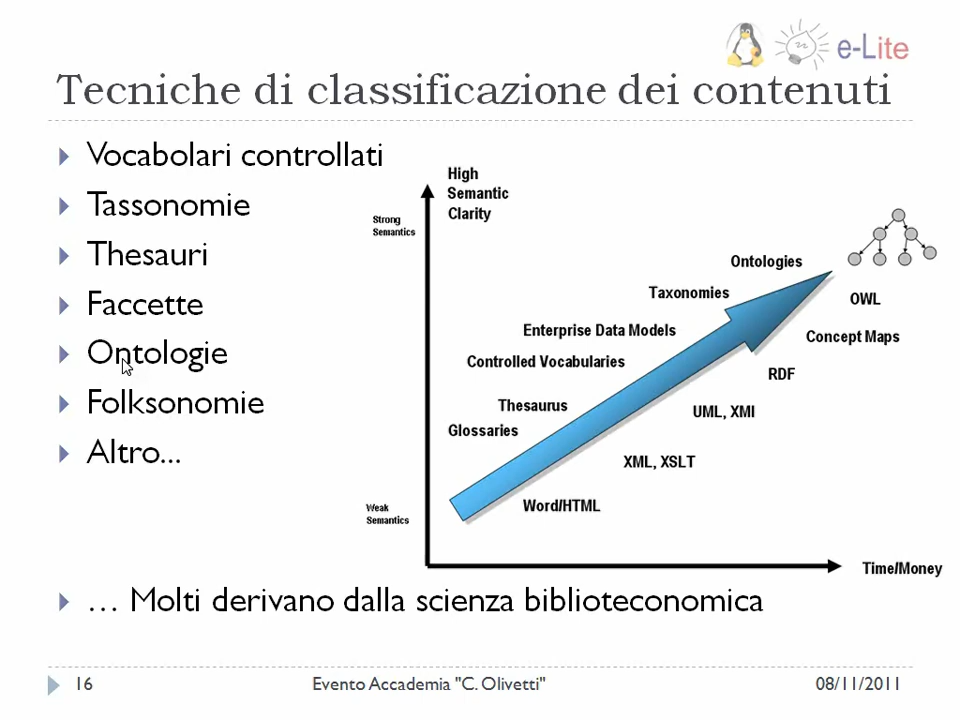 e-Lite
Tecniche di classificazione dei contenuti
Vocabolari controllati
Tassonomie
Thesauri
Faccette
Ontologie
Folksonomie
Altro...
High
Semantic
Clarity
Strong
Semantics
Ontologies
Taxonomies
OWL
Enterprise Data Models
Concept Maps
Controlled Vocabularies
RDF
Thesaurus
UML, XMI
Glossaries
XML, XSLT
Weak
Semantics
Word/HTML
Time/Money
... Molti derivano dalla scienza biblioteconomica
16
Evento Accademia "C. Olivetti"
08/11/2011